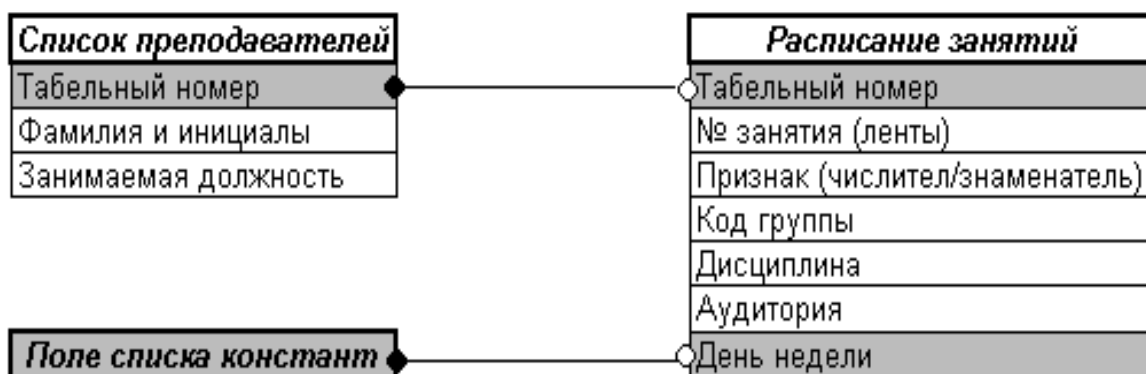 Список преподавателей
Табельный номер
Фамилия и инициалы
Занимаемая должность
Поле списка констант
Расписание занятий
Табельный номер
№ занятия (ленты)
Признак (числител/знаменатель)
Код группы
Дисциплина
Аудитория
День недели